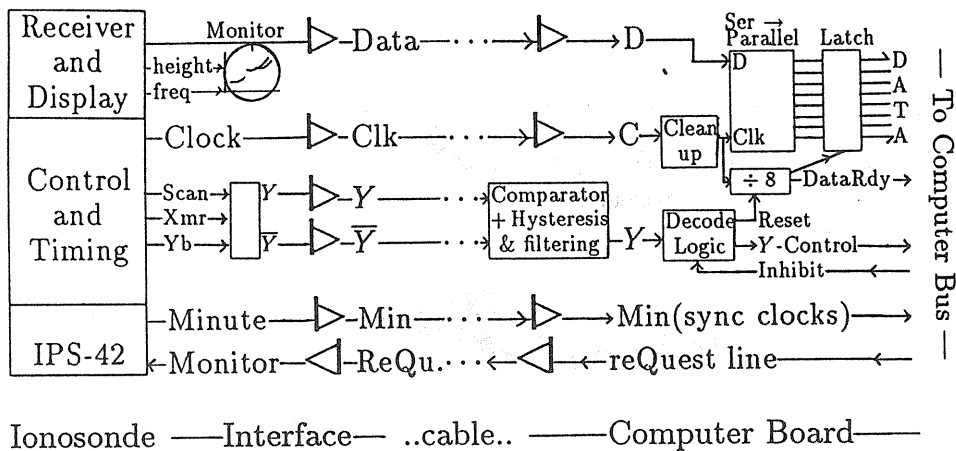 Receiver
and
Display
height
freq
Monitor
Data ... D
Ser →
Parallel
D
Clk
Latch
D
A
T
A
Control
and
Timing
Clock
Clk ... C
Clean
up
÷ 8
DataRdy
Scan
Xmr
Yb
Y
Y̅
Y ...
Y̅ ...
Comparator
+ Hysteresis
& filtering
Y
Decode
Logic
Reset
Y-Control
Inhibit
IPS-42
Minute
Min ... Min(sync clocks)
Monitor
ReQu. ... reQuest line
— To Computer Bus —
Ionosonde —Interface— ..cable.. —Computer Board—